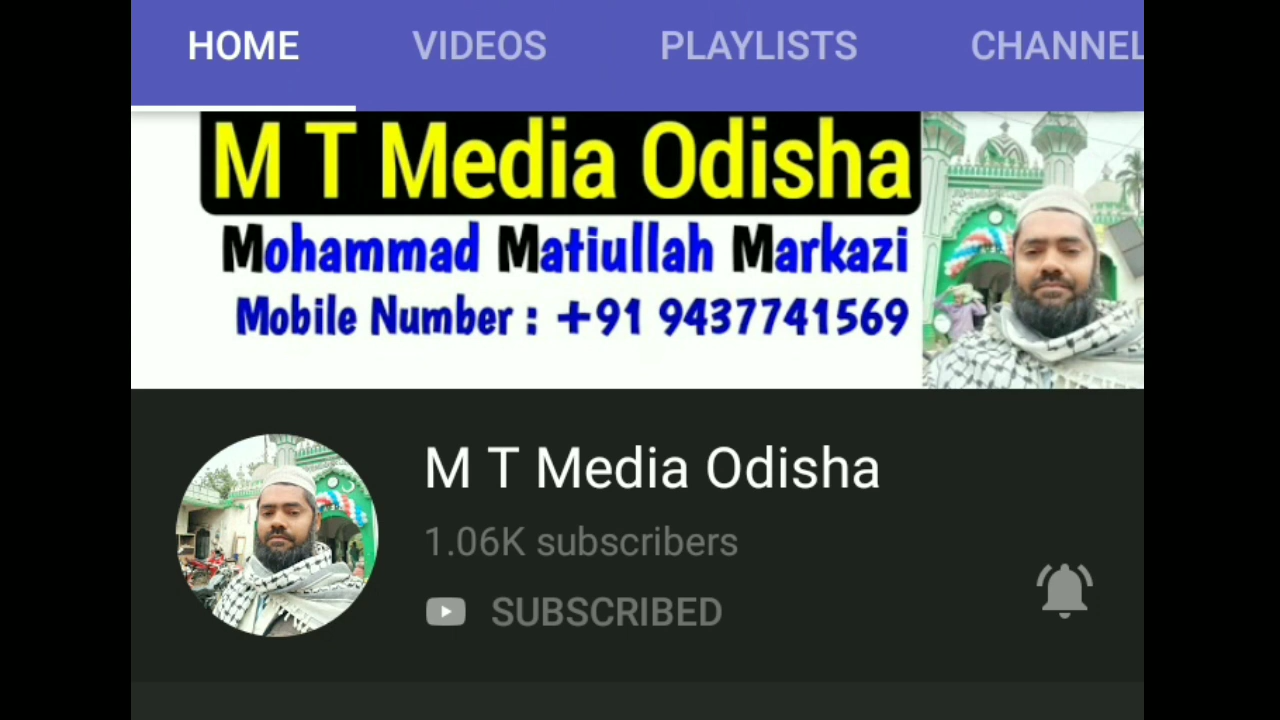 HOME VIDEOS PLAYLISTS CHANNEL
M T Media Odisha
Mohammad Matiullah Markazi
Mobile Number : +91 9437741569
M T Media Odisha
1.06K subscribers
SUBSCRIBED